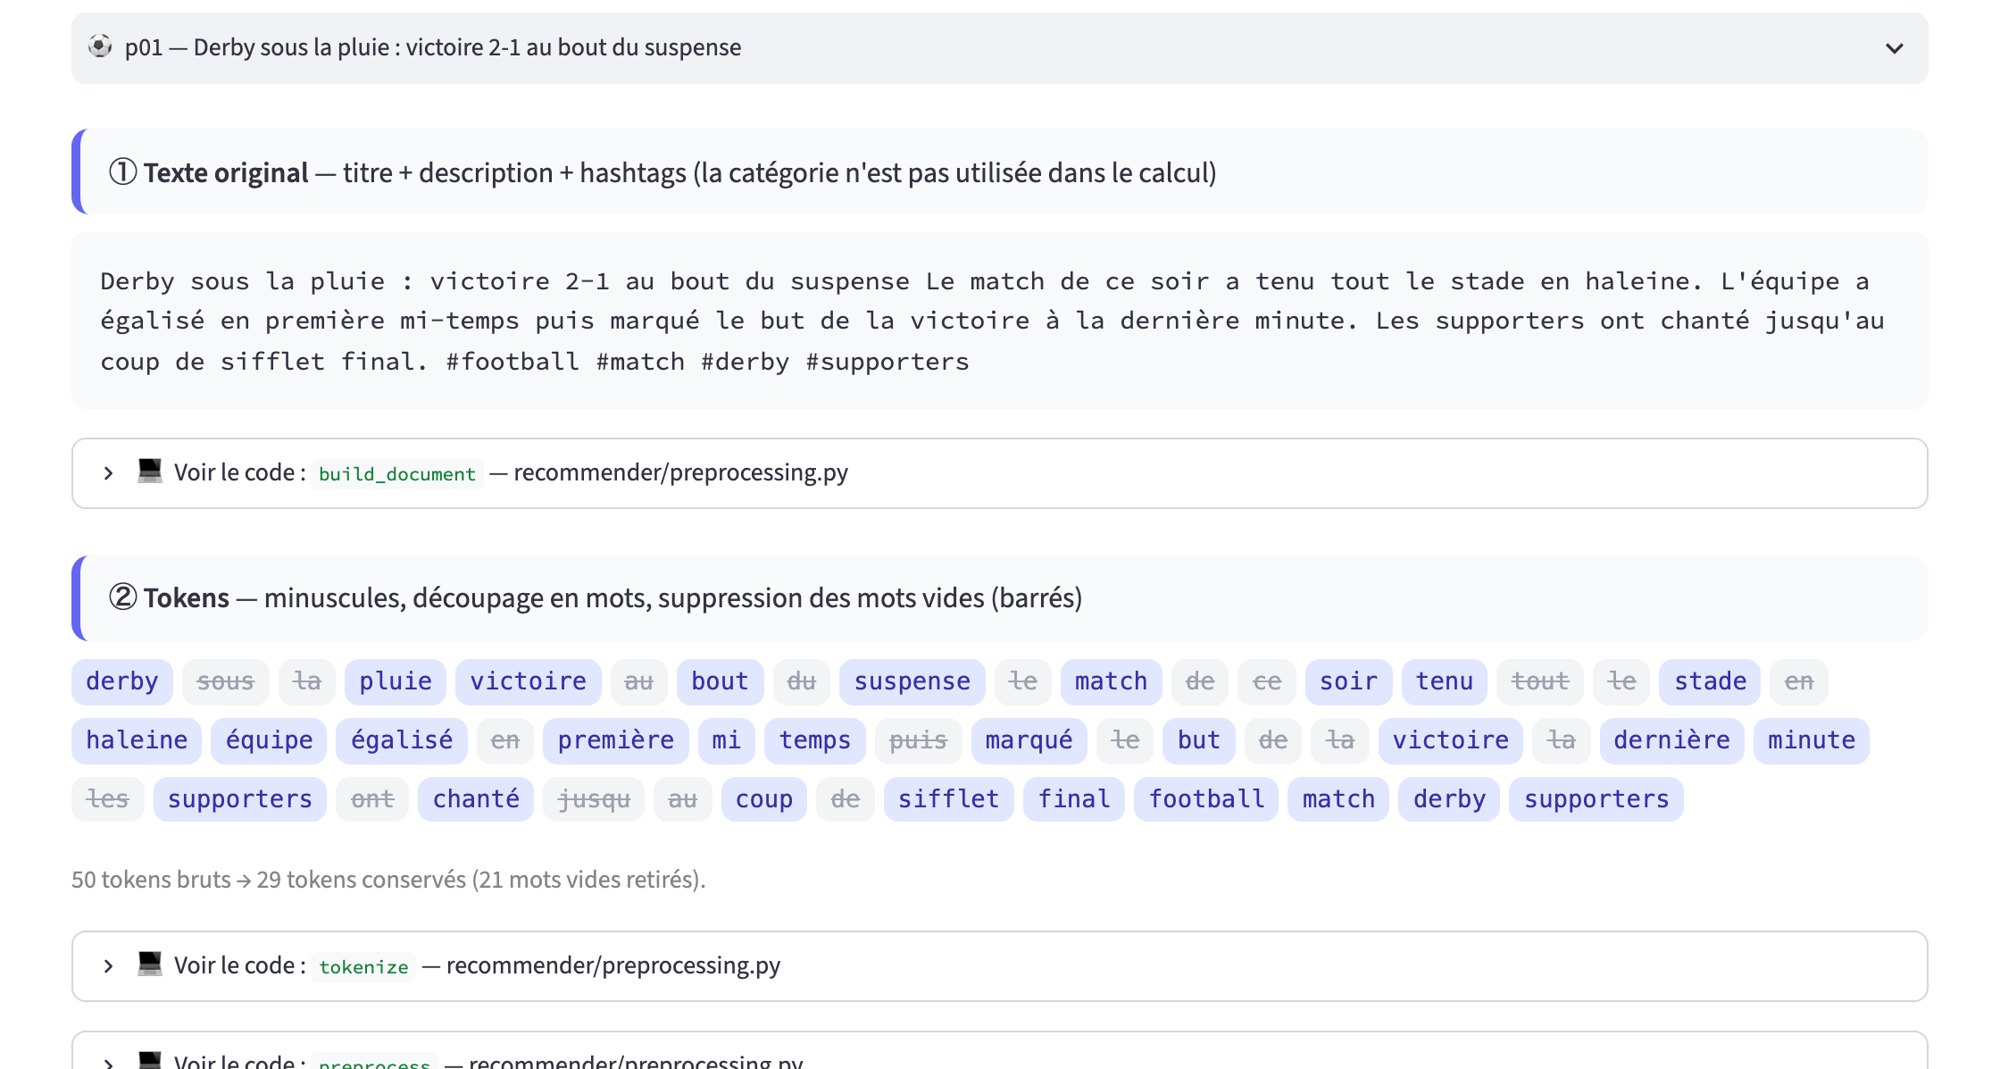 p01 — Derby sous la pluie : victoire 2-1 au bout du suspense
① Texte original — titre + description + hashtags (la catégorie n'est pas utilisée dans le calcul)
Derby sous la pluie : victoire 2-1 au bout du suspense Le match de ce soir a tenu tout le stade en haleine. L'équipe a
égalisé en première mi-temps puis marqué le but de la victoire à la dernière minute. Les supporters ont chanté jusqu'au
coup de sifflet final. #football #match #derby #supporters
Voir le code : build_document — recommender/preprocessing.py
② Tokens — minuscules, découpage en mots, suppression des mots vides (barrés)
derby sous la pluie victoire au bout du suspense le match de ce soir tenu tout le stade en
haleine équipe égalisé en première mi temps puis marqué le but de la victoire la dernière minute
les supporters ont chanté jusqu au coup de sifflet final football match derby supporters
50 tokens bruts → 29 tokens conservés (21 mots vides retirés).
Voir le code : tokenize — recommender/preprocessing.py
Voir le code : preprocess — recommender/preprocessing.py